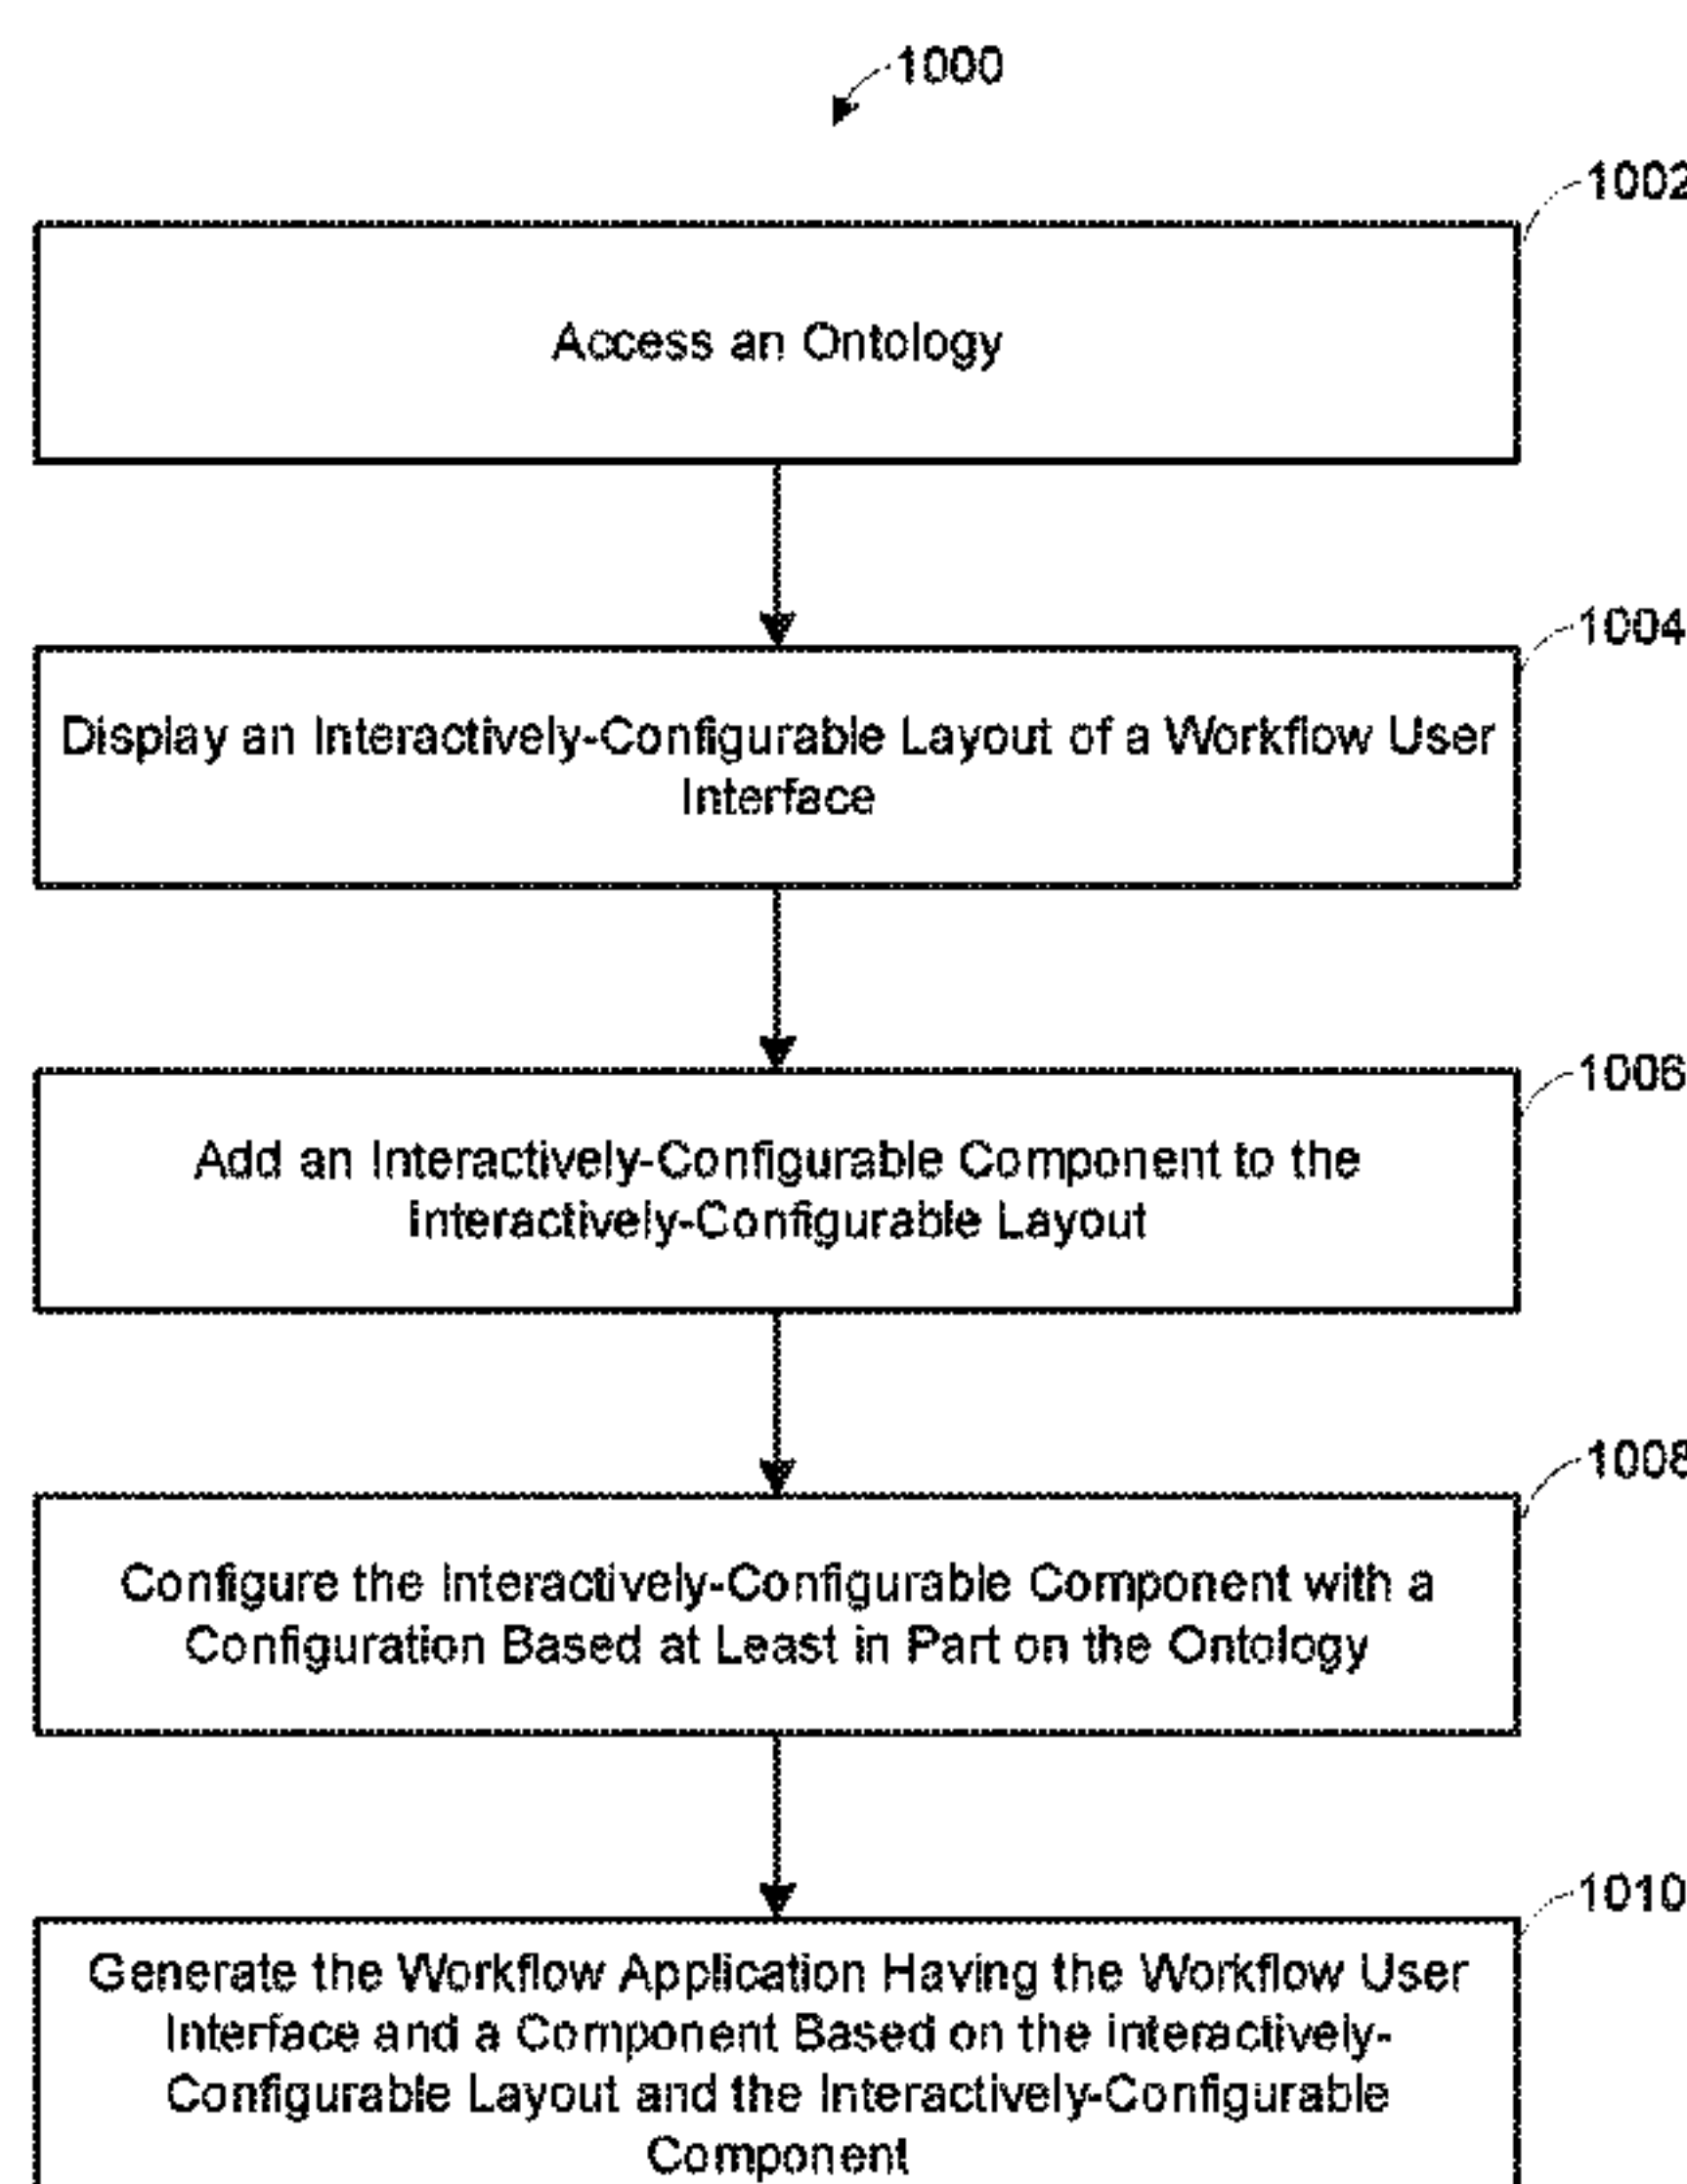 1000
1002
Access an Ontology
1004
Display an Interactively-Configurable Layout of a Workflow User
Interface
1006
Add an Interactively-Configurable Component to the
Interactively-Configurable Layout
1008
Configure the Interactively-Configurable Component with a
Configuration Based at Least in Part on the Ontology
1010
Generate the Workflow Application Having the Workflow User
Interface and a Component Based on the Interactively-
Configurable Layout and the Interactively-Configurable
Component